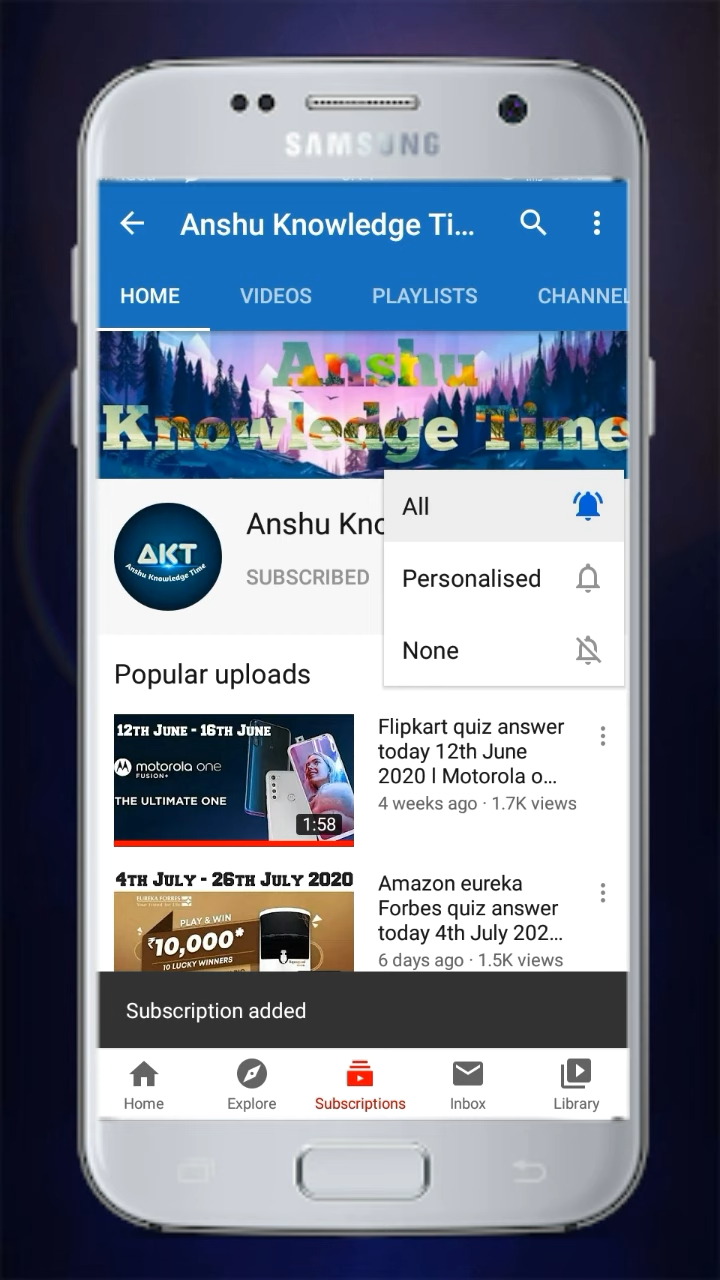 SAMSUNG
Anshu Knowledge Ti...
HOME VIDEOS PLAYLISTS CHANNEL
Anshu
Knowledge Time
AKT
Anshu Knowledge Time
Anshu Kno
SUBSCRIBED
All
Personalised
None
Popular uploads
12TH JUNE - 16TH JUNE
motorola one
FUSION+
THE ULTIMATE ONE
1:58
Flipkart quiz answer
today 12th June
2020 l Motorola o...
4 weeks ago · 1.7K views
4TH JULY - 26TH JULY 2020
EUREKA FORBES
PLAY & WIN
₹10,000*
10 LUCKY WINNERS
Amazon eureka
Forbes quiz answer
today 4th July 202...
6 days ago · 1.5K views
Subscription added
Home Explore Subscriptions Inbox Library